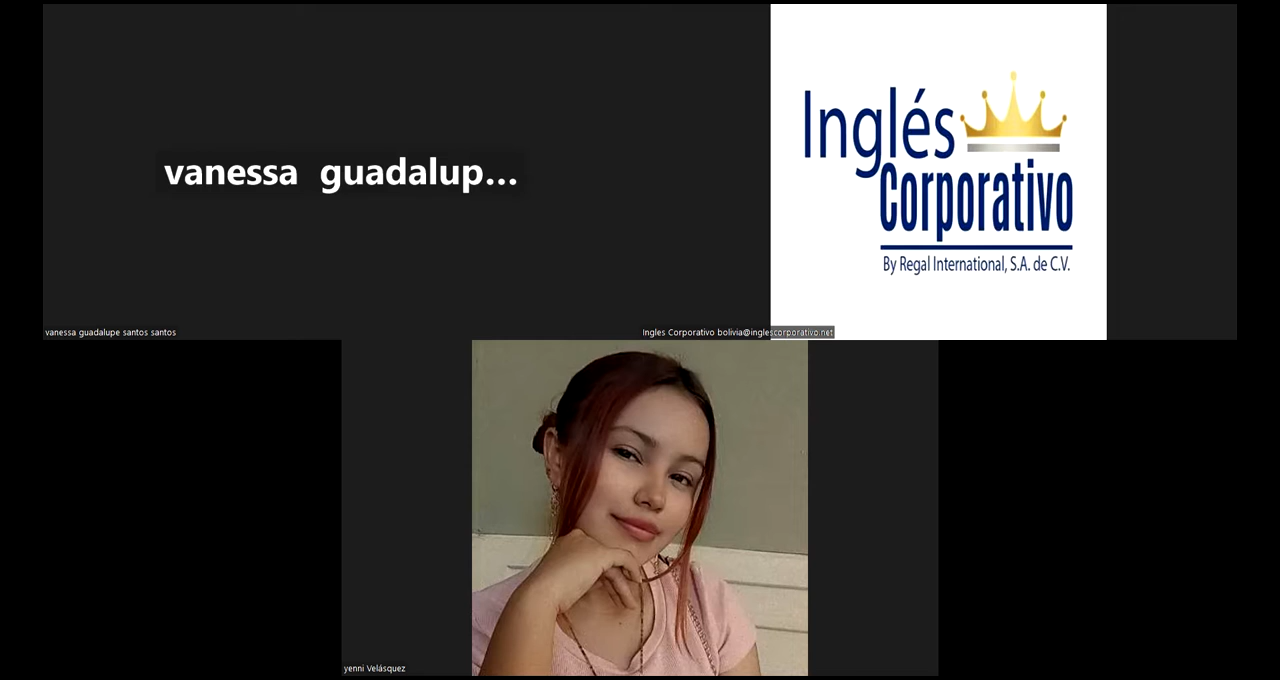 vanessa guadalup...
Inglés
Corporativo
By Regal International, S.A. de C.V.
vanessa guadalupe santos santos
Ingles Corporativo bolivia@inglescorporativo.net
yenni Velásquez